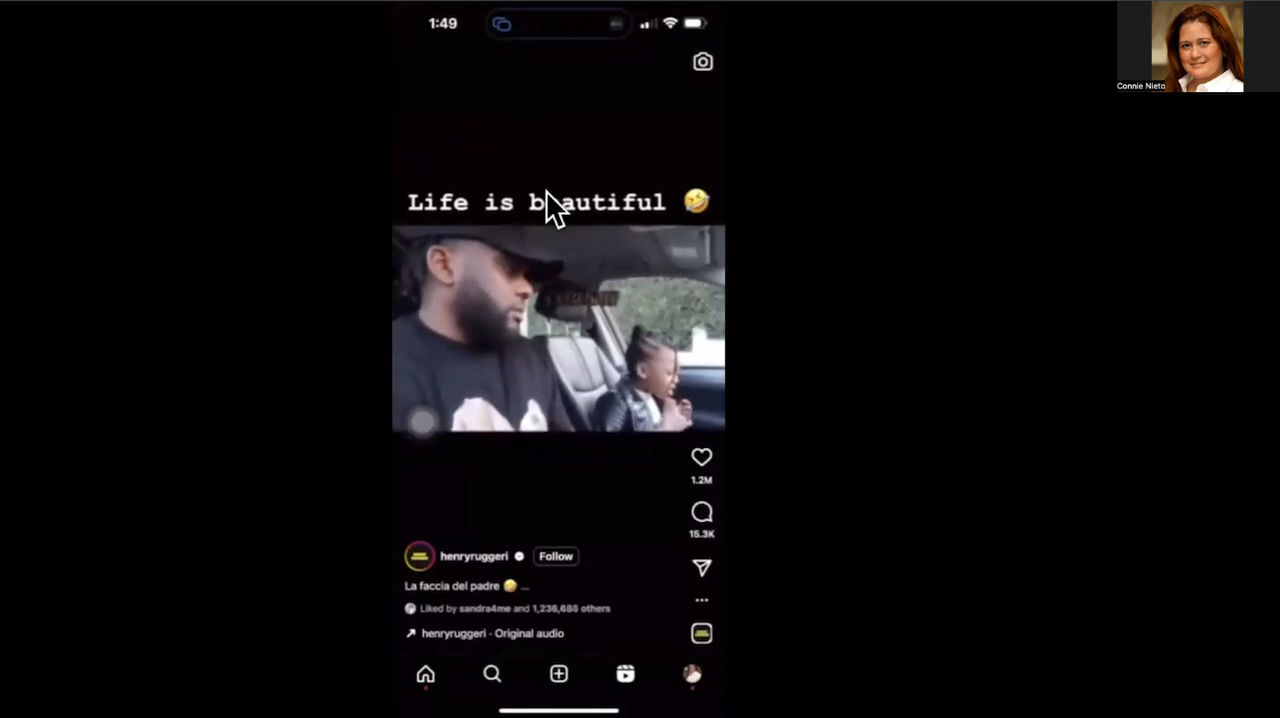 1:49
Connie Nieto
Life is beautiful 🤣
1.2M
15.3K
henryruggeri Follow
La faccia del padre 🤣 ...
Liked by sandra4me and 1,236,688 others
henryruggeri · Original audio